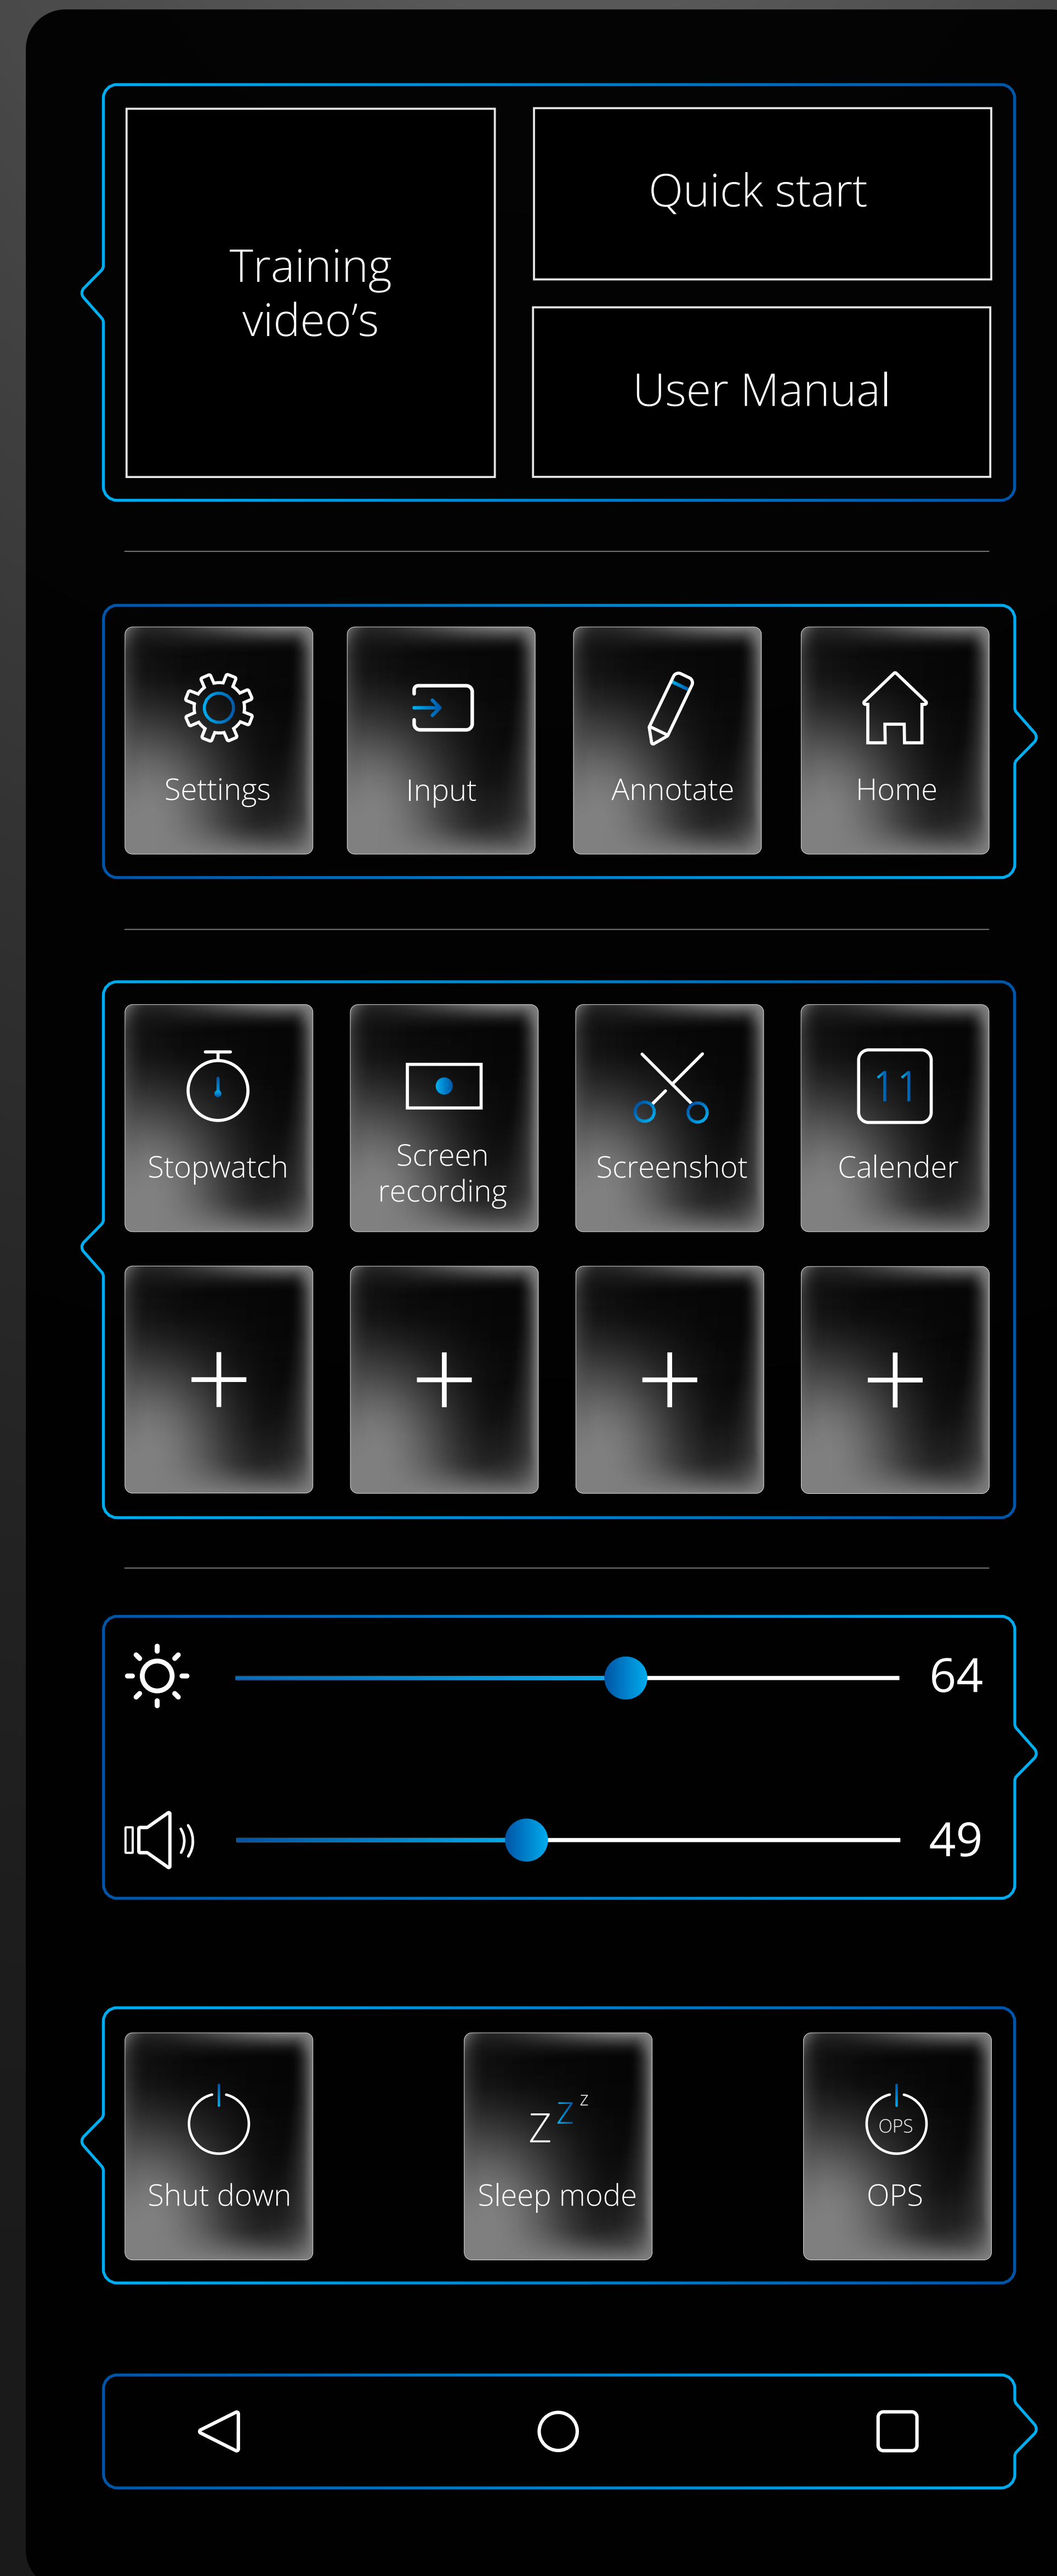 Training
video’s
Quick start
User Manual
Settings
Input
Annotate
Home
Stopwatch
Screen
recording
Screenshot
11
Calender
64
49
Shut down
Z Z Z
Sleep mode
OPS
OPS